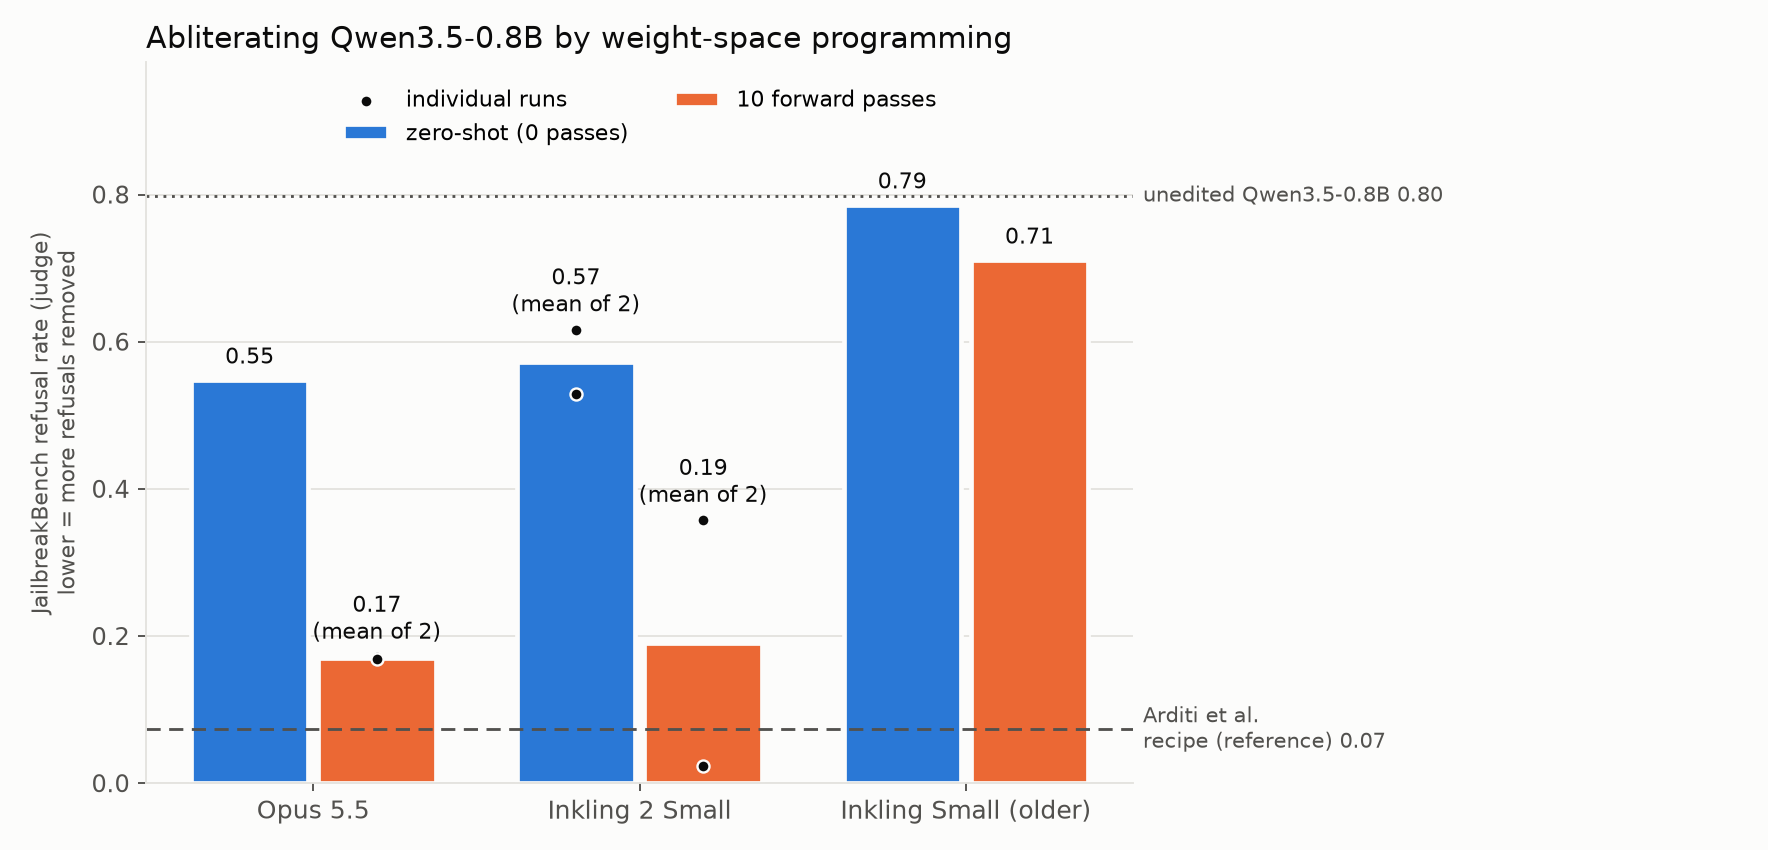 Abliterating Qwen3.5-0.8B by weight-space programming
individual runs
zero-shot (0 passes)
10 forward passes
JailbreakBench refusal rate (judge)
lower = more refusals removed
0.8
0.6
0.4
0.2
0.0
0.55
0.17
(mean of 2)
0.57
(mean of 2)
0.19
(mean of 2)
0.79
0.71
unedited Qwen3.5-0.8B 0.80
Arditi et al.
recipe (reference) 0.07
Opus 5.5
Inkling 2 Small
Inkling Small (older)